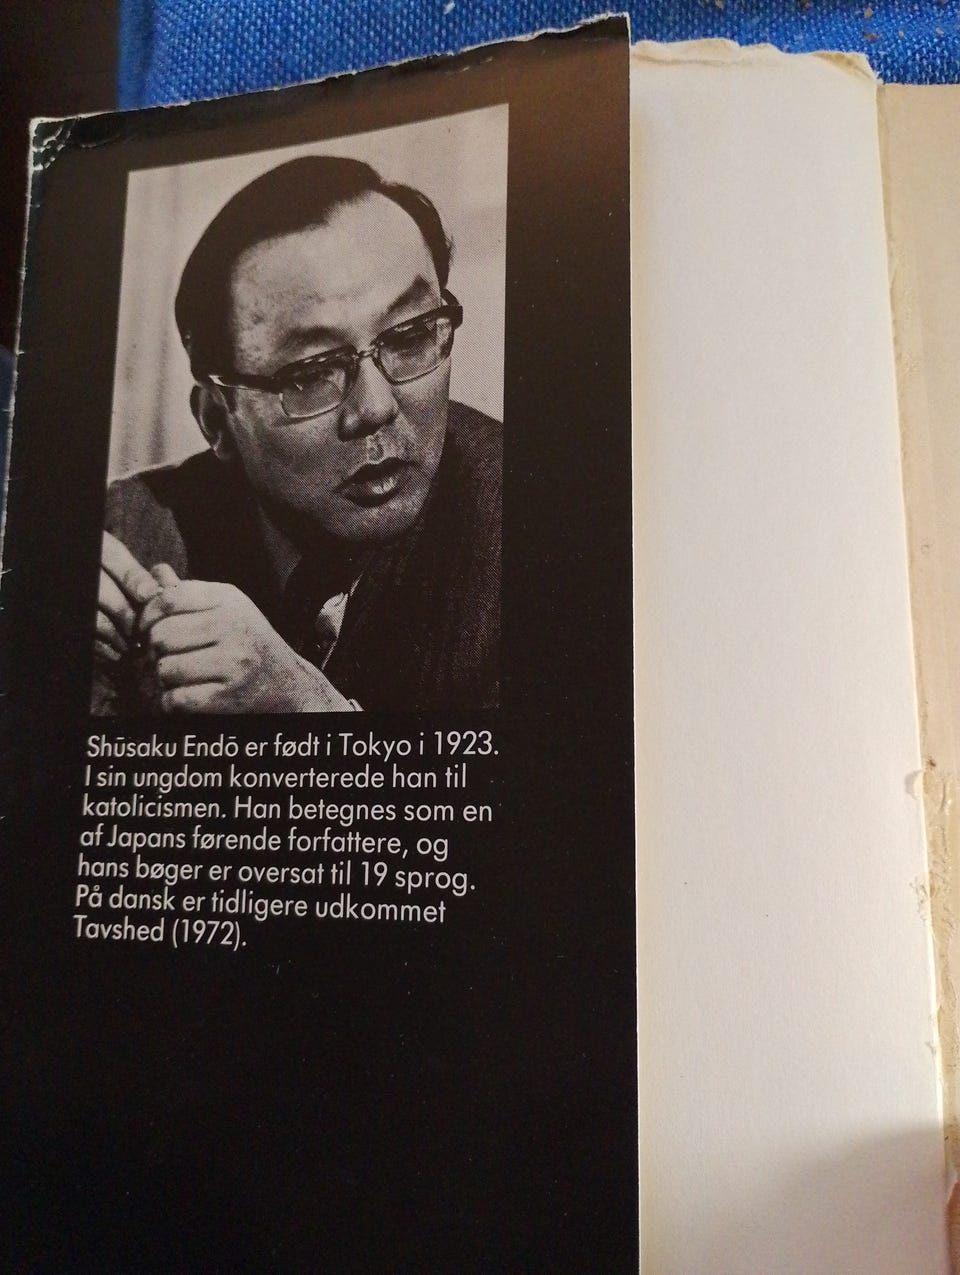 Shūsaku Endō er født i Tokyo i 1923.
I sin ungdom konverterede han til
katolicismen. Han betegnes som en
af Japans førende forfattere, og
hans bøger er oversat til 19 sprog.
På dansk er tidligere udkommet
Tavshed (1972).